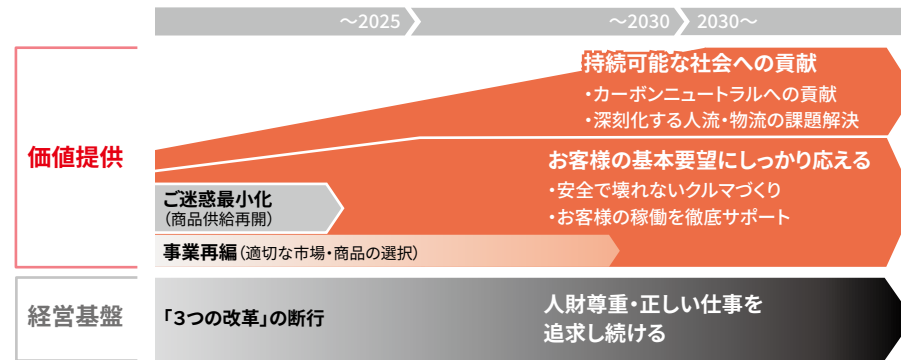 ～2025
～2030
2030～
価値提供
持続可能な社会への貢献
・カーボンニュートラルへの貢献
・深刻化する人流・物流の課題解決
お客様の基本要望にしっかり応える
・安全で壊れないクルマづくり
・お客様の稼働を徹底サポート
ご迷惑最小化
（商品供給再開）
事業再編（適切な市場・商品の選択）
経営基盤
「3つの改革」の断行
人財尊重・正しい仕事を
追求し続ける